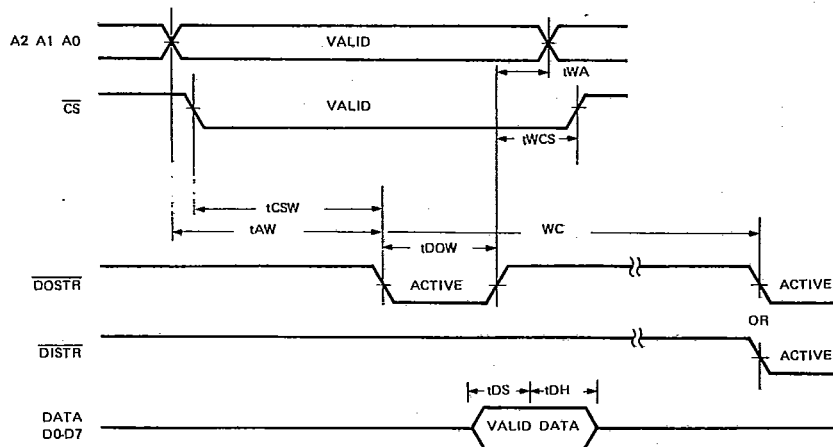 A2 A1 A0 VALID
tWA
CS VALID
tWCS
tCSW
tAW WC
tDOW
DOSTR ACTIVE ACTIVE
OR
DISTR ACTIVE
tDS tDH
DATA
D0-D7 VALID DATA